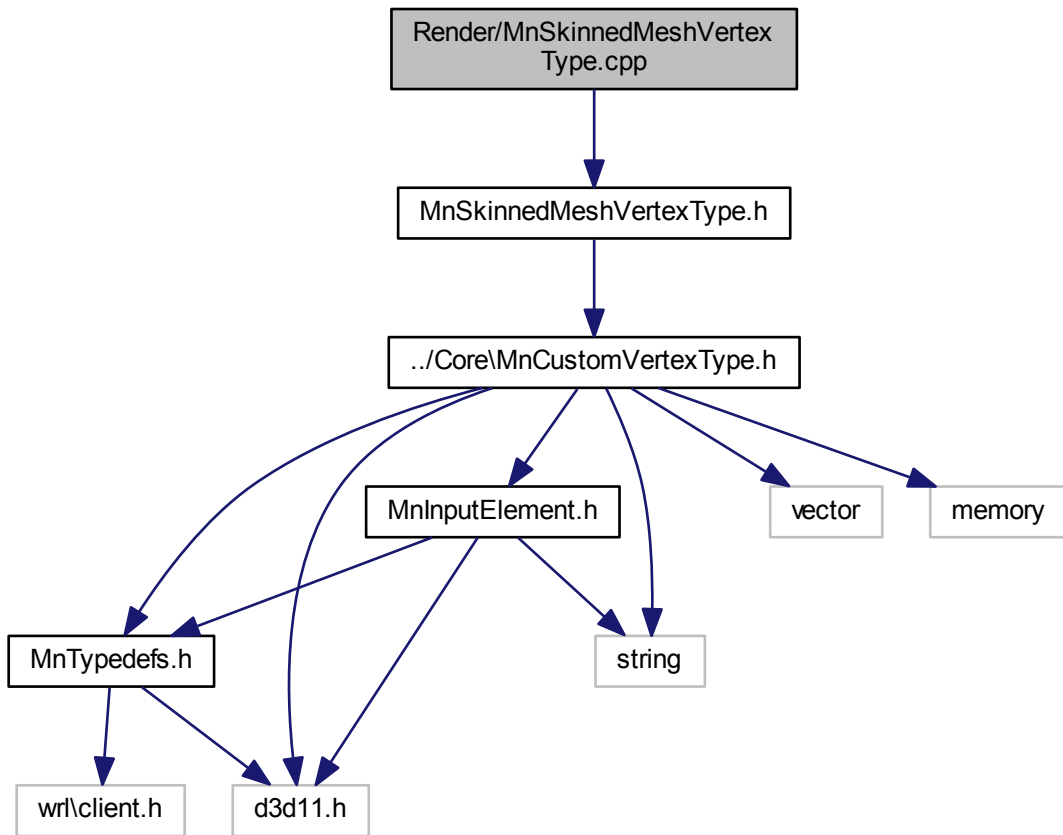 Render/MnSkinnedMeshVertex
Type.cpp
MnSkinnedMeshVertexType.h
../Core\MnCustomVertexType.h
MnInputElement.h
vector
memory
MnTypedefs.h
string
wrl\client.h
d3d11.h